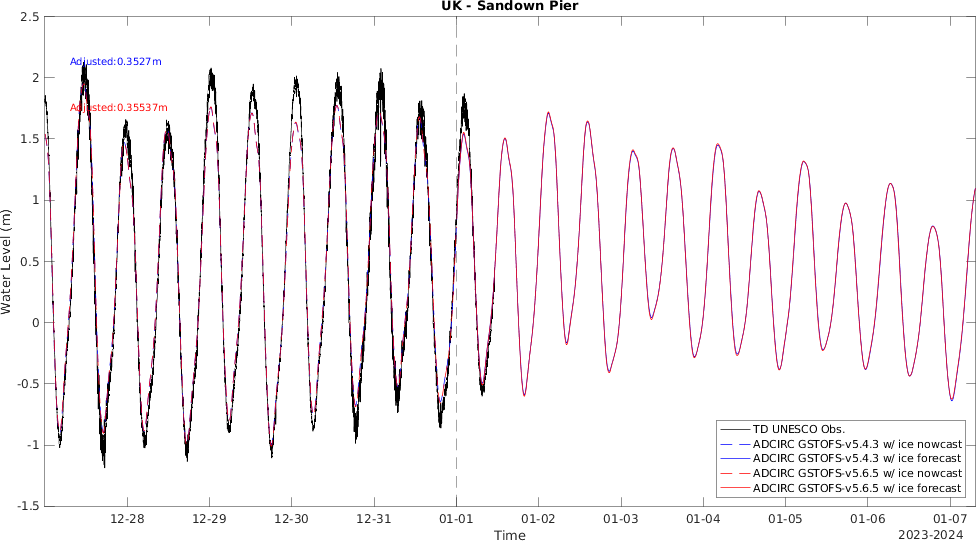 UK - Sandown Pier
2.5
2
1.5
1
0.5
0
-0.5
-1
-1.5
Water Level (m)
Adjusted:0.3527m
Adjusted:0.35537m
TD UNESCO Obs.
ADCIRC GSTOFS-v5.4.3 w/ ice nowcast
ADCIRC GSTOFS-v5.4.3 w/ ice forecast
ADCIRC GSTOFS-v5.6.5 w/ ice nowcast
ADCIRC GSTOFS-v5.6.5 w/ ice forecast
12-28 12-29 12-30 12-31 01-01 01-02 01-03 01-04 01-05 01-06 01-07
Time
2023-2024